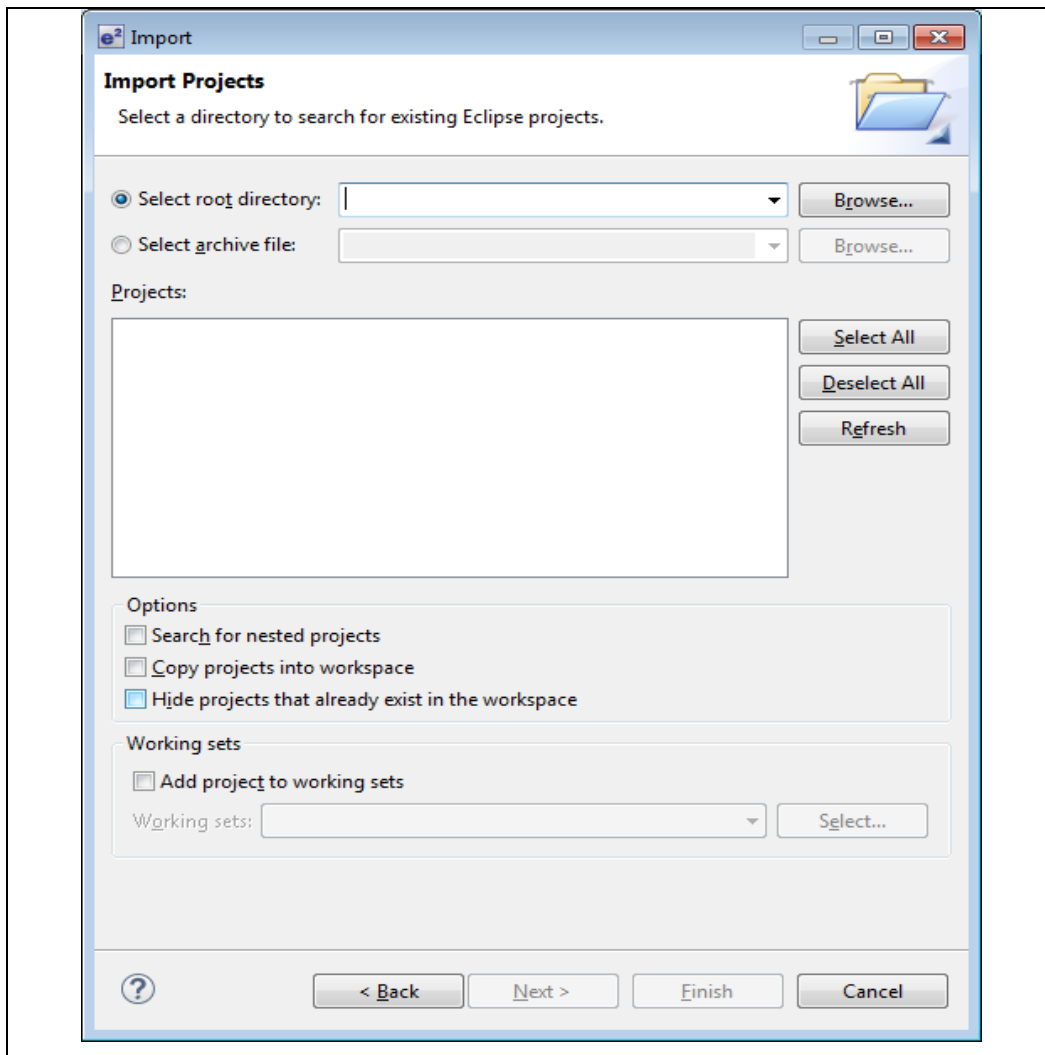 e² Import
Import Projects
Select a directory to search for existing Eclipse projects.
Select root directory: Browse...
Select archive file: Browse...
Projects:
Select All
Deselect All
Refresh
Options
Search for nested projects
Copy projects into workspace
Hide projects that already exist in the workspace
Working sets
Add project to working sets
Working sets: Select...
? < Back Next > Finish Cancel